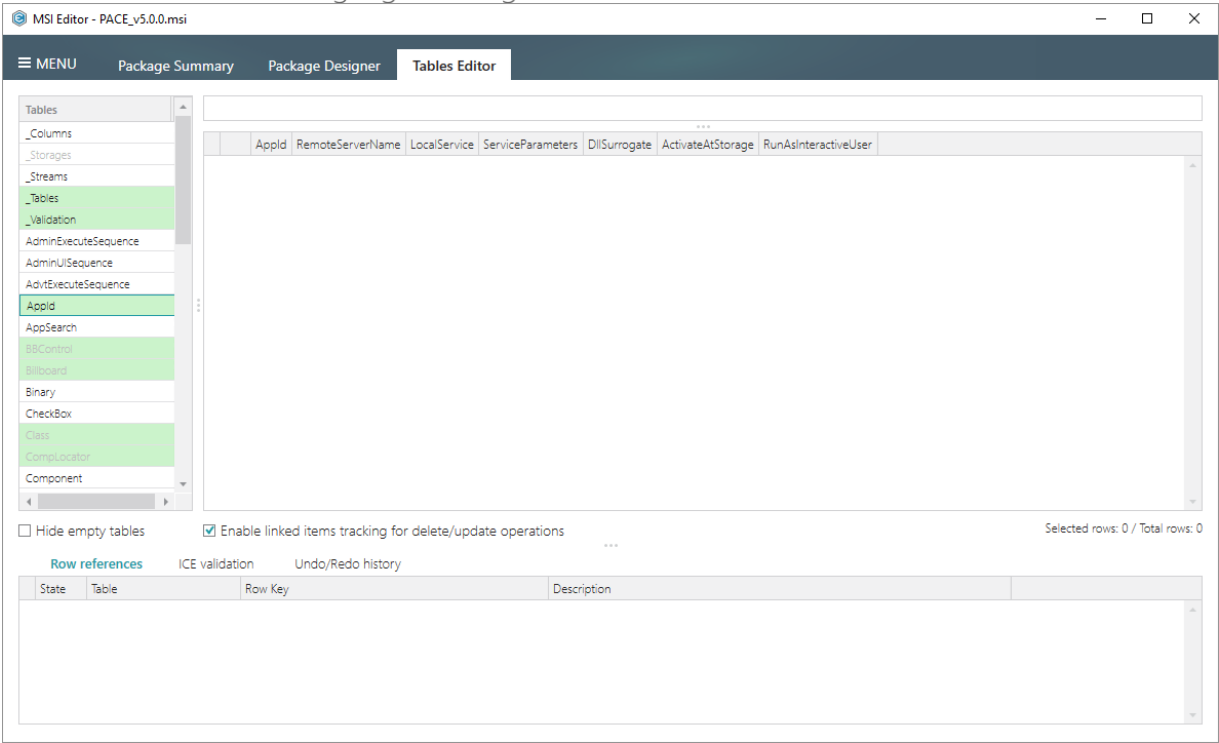 MSI Editor - PACE_v5.0.0.msi
MENU Package Summary Package Designer Tables Editor
Tables
_Columns
_Storages
_Streams
_Tables
_Validation
AdminExecuteSequence
AdminUISequence
AdvtExecuteSequence
AppId
AppSearch
BBControl
Billboard
Binary
CheckBox
Class
CompLocator
Component
AppId RemoteServerName LocalService ServiceParameters DllSurrogate ActivateAtStorage RunAsInteractiveUser
Hide empty tables Enable linked items tracking for delete/update operations Selected rows: 0 / Total rows: 0
Row references ICE validation Undo/Redo history
State Table Row Key Description